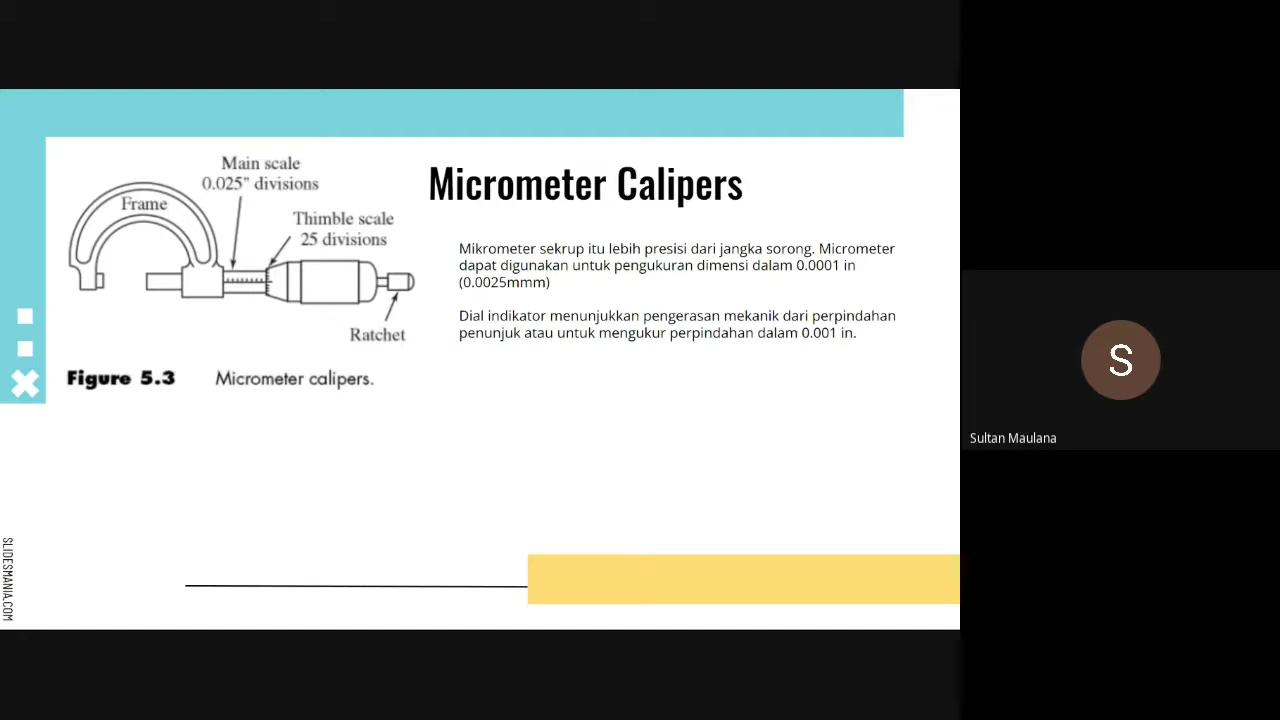 Main scale
0.025" divisions
Frame
Thimble scale
25 divisions
Ratchet
Figure 5.3 Micrometer calipers.
Micrometer Calipers
Mikrometer sekrup itu lebih presisi dari jangka sorong. Micrometer
dapat digunakan untuk pengukuran dimensi dalam 0.0001 in
(0.0025mmm)
Dial indikator menunjukkan pengerasan mekanik dari perpindahan
penunjuk atau untuk mengukur perpindahan dalam 0.001 in.
SLIDESMANIA.COM
S
Sultan Maulana